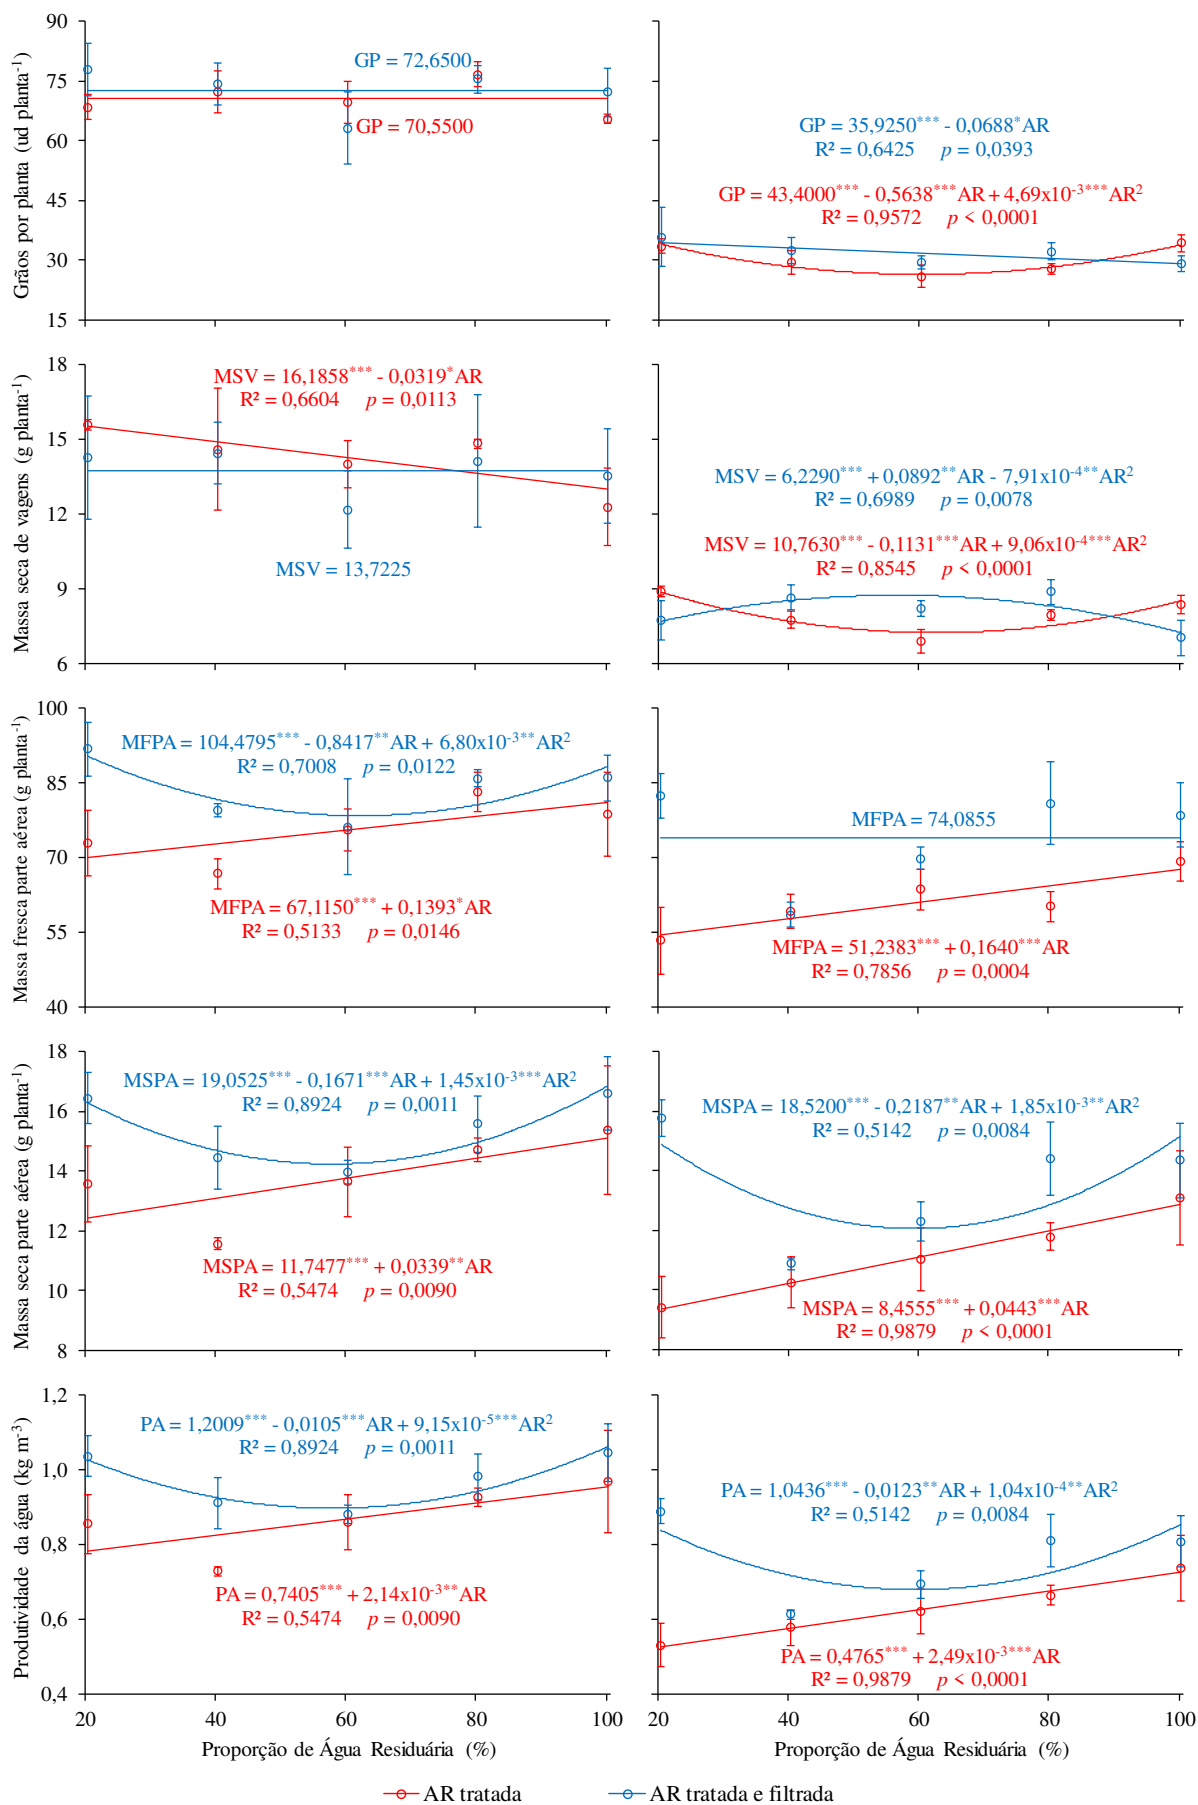 Grãos por planta (ud planta⁻¹)
90
75
60
45
30
15
GP = 72,6500
GP = 70,5500
GP = 35,9250*** - 0,0688*AR
R² = 0,6425 p = 0,0393
GP = 43,4000*** - 0,5638***AR + 4,69x10⁻³***AR²
R² = 0,9572 p < 0,0001
Massa seca de vagens (g planta⁻¹)
18
15
12
9
6
MSV = 16,1858*** - 0,0319*AR
R² = 0,6604 p = 0,0113
MSV = 13,7225
MSV = 6,2290*** + 0,0892**AR - 7,91x10⁻⁴**AR²
R² = 0,6989 p = 0,0078
MSV = 10,7630*** - 0,1131***AR + 9,06x10⁻⁴***AR²
R² = 0,8545 p < 0,0001
Massa fresca parte aérea (g planta⁻¹)
100
85
70
55
40
MFPA = 104,4795*** - 0,8417**AR + 6,80x10⁻³**AR²
R² = 0,7008 p = 0,0122
MFPA = 67,1150*** + 0,1393*AR
R² = 0,5133 p = 0,0146
MFPA = 74,0855
MFPA = 51,2383*** + 0,1640***AR
R² = 0,7856 p = 0,0004
Massa seca parte aérea (g planta⁻¹)
18
16
14
12
10
8
MSPA = 19,0525*** - 0,1671***AR + 1,45x10⁻³***AR²
R² = 0,8924 p = 0,0011
MSPA = 11,7477*** + 0,0339**AR
R² = 0,5474 p = 0,0090
MSPA = 18,5200*** - 0,2187**AR + 1,85x10⁻³**AR²
R² = 0,5142 p = 0,0084
MSPA = 8,4555*** + 0,0443***AR
R² = 0,9879 p < 0,0001
Produtividade da água (kg m⁻³)
1,2
1,0
0,8
0,6
0,4
PA = 1,2009*** - 0,0105***AR + 9,15x10⁻⁵***AR²
R² = 0,8924 p = 0,0011
PA = 0,7405*** + 2,14x10⁻³**AR
R² = 0,5474 p = 0,0090
PA = 1,0436*** - 0,0123**AR + 1,04x10⁻⁴**AR²
R² = 0,5142 p = 0,0084
PA = 0,4765*** + 2,49x10⁻³***AR
R² = 0,9879 p < 0,0001
20 40 60 80 100
20 40 60 80 100
Proporção de Água Residuária (%)
Proporção de Água Residuária (%)
AR tratada
AR tratada e filtrada